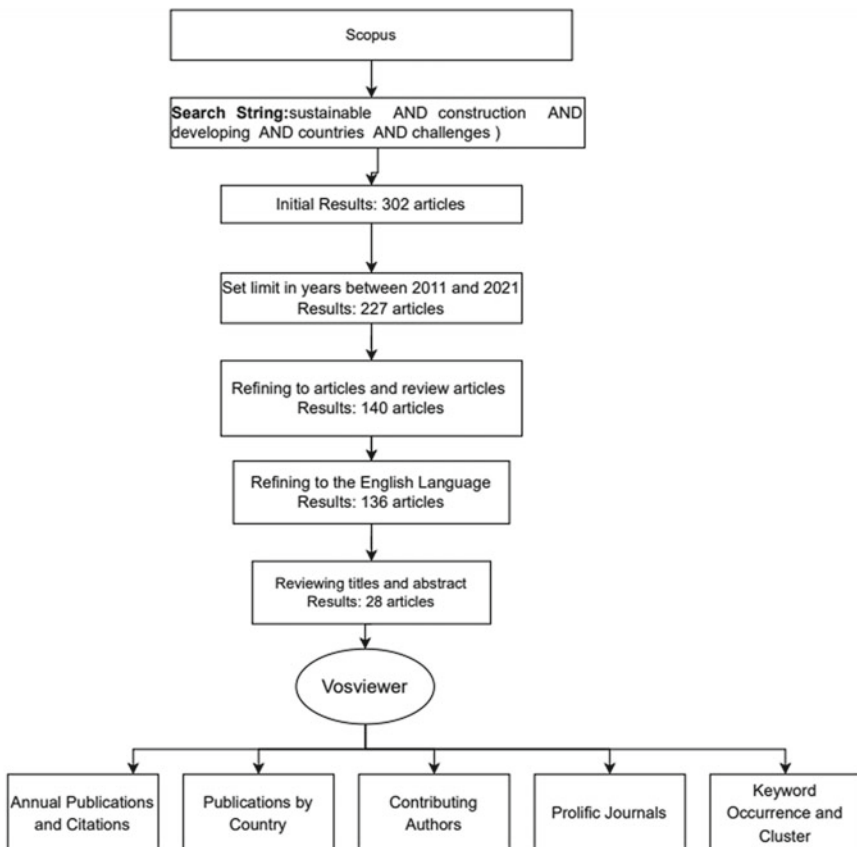 Scopus
Search String:sustainable AND construction AND
developing AND countries AND challenges )
Initial Results: 302 articles
Set limit in years between 2011 and 2021
Results: 227 articles
Refining to articles and review articles
Results: 140 articles
Refining to the English Language
Results: 136 articles
Reviewing titles and abstract
Results: 28 articles
Vosviewer
Annual Publications
and Citations
Publications by
Country
Contributing
Authors
Prolific Journals
Keyword
Occurrence and
Cluster